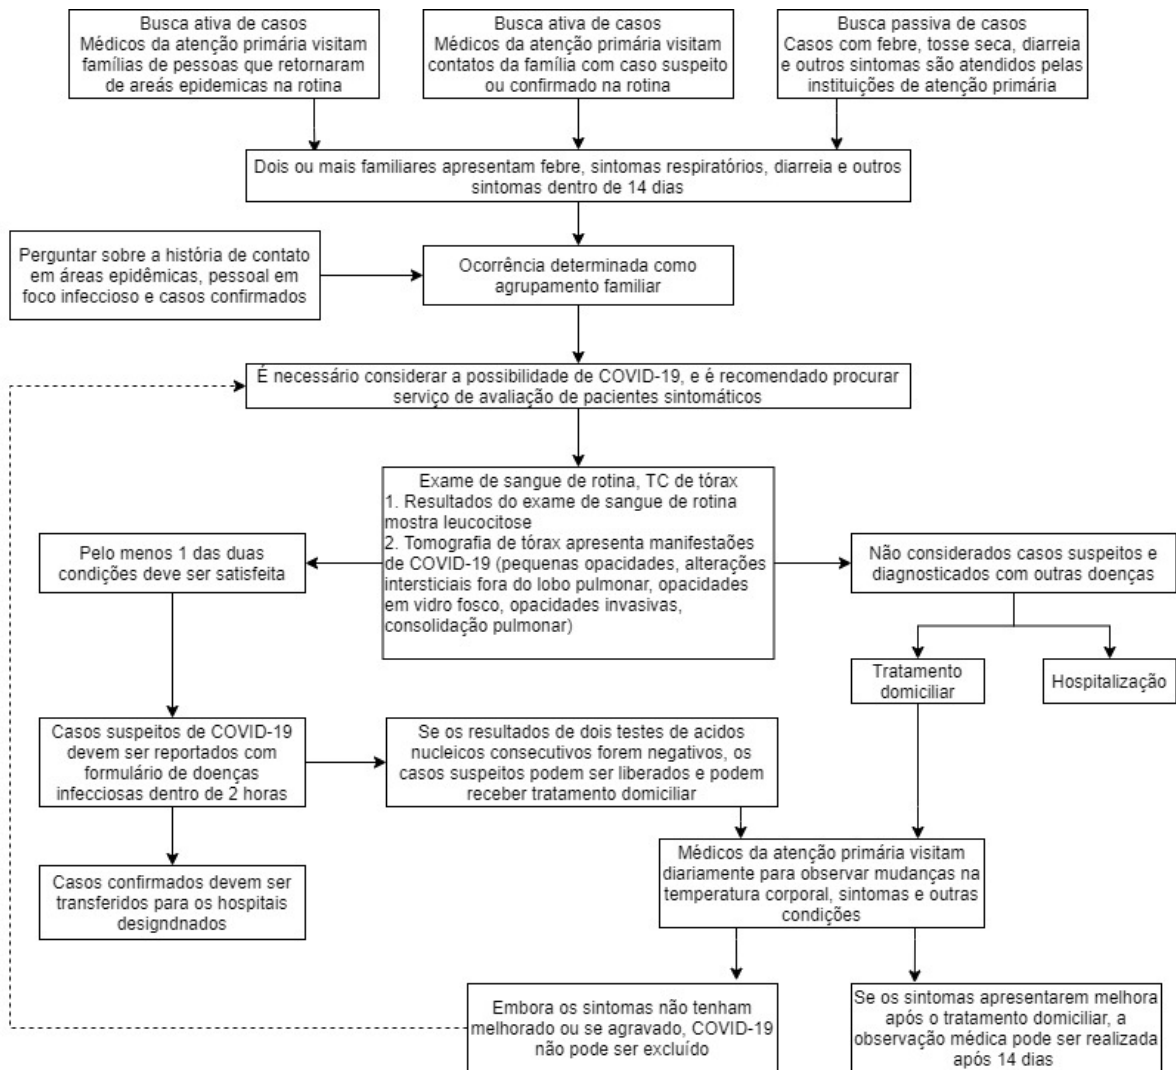 Busca ativa de casos
Médicos da atenção primária visitam
famílias de pessoas que retornaram
de areás epidemicas na rotina
Busca ativa de casos
Médicos da atenção primária visitam
contatos da família com caso suspeito
ou confirmado na rotina
Busca passiva de casos
Casos com febre, tosse seca, diarreia
e outros sintomas são atendidos pelas
instituições de atenção primária
Dois ou mais familiares apresentam febre, sintomas respiratórios, diarreia e outros
sintomas dentro de 14 dias
Perguntar sobre a história de contato
em áreas epidêmicas, pessoal em
foco infeccioso e casos confirmados
Ocorrência determinada como
agrupamento familiar
É necessário considerar a possibilidade de COVID-19, e é recomendado procurar
serviço de avaliação de pacientes sintomáticos
Exame de sangue de rotina, TC de tórax
1. Resultados do exame de sangue de rotina
mostra leucocitose
2. Tomografia de tórax apresenta manifestaões
de COVID-19 (pequenas opacidades, alterações
intersticiais fora do lobo pulmonar, opacidades
em vidro fosco, opacidades invasivas,
consolidação pulmonar)
Pelo menos 1 das duas
condições deve ser satisfeita
Não considerados casos suspeitos e
diagnosticados com outras doenças
Tratamento
domiciliar
Hospitalização
Casos suspeitos de COVID-19
devem ser reportados com
formulário de doenças
infecciosas dentro de 2 horas
Se os resultados de dois testes de acidos
nucleicos consecutivos forem negativos, os
casos suspeitos podem ser liberados e podem
receber tratamento domiciliar
Casos confirmados devem ser
transferidos para os hospitais
designdnados
Médicos da atenção primária visitam
diariamente para observar mudanças na
temperatura corporal, sintomas e outras
condições
Embora os sintomas não tenham
melhorado ou se agravado, COVID-19
não pode ser excluído
Se os sintomas apresentarem melhora
após o tratamento domiciliar, a
observação médica pode ser realizada
após 14 dias